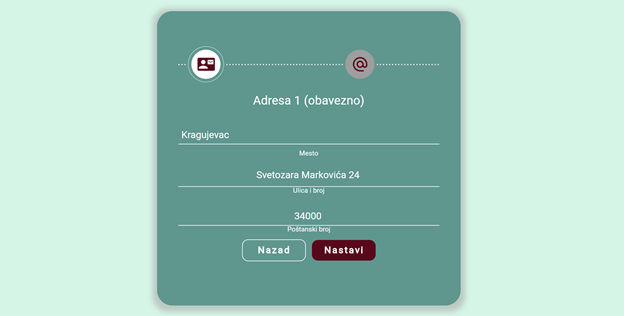 Adresa 1 (obavezno)
Kragujevac
Mesto
Svetozara Markovića 24
Ulica i broj
34000
Poštanski broj
Nazad Nastavi